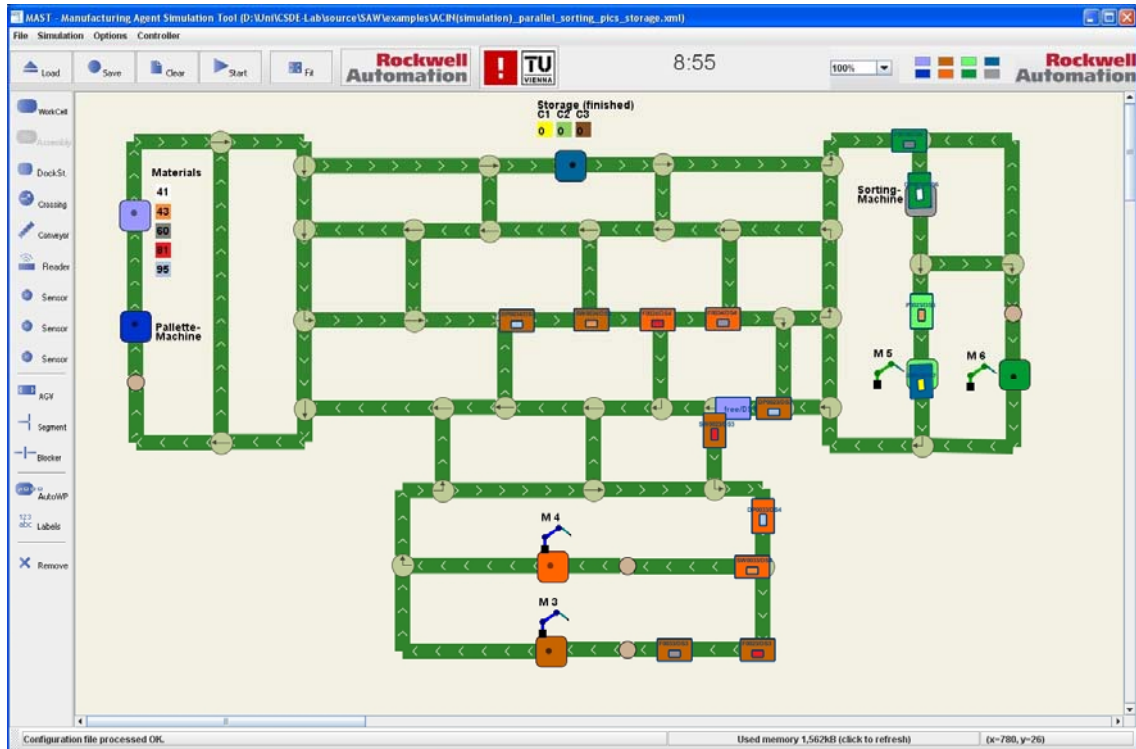 MAST - Manufacturing Agent Simulation Tool (D:\Uni\CSDE-Lab\source\SAW\examples\ACIN(simulation)_parallel_sorting_pics_storage.xml)
File Simulation Options Controller
Load Save Clear Start Fit
Rockwell
Automation
!
TU
VIENNA
8:55
100%
Rockwell
Automation
WorkCell
Assembly
DockSt.
Crossing
Conveyor
Reader
Sensor
Sensor
Sensor
AGV
Segment
Blocker
AutoWP
123
abc Labels
Remove
Storage (finished)
C1 C2 C3
0 0 0
Materials
41
43
60
81
95
Pallette-
Machine
Sorting-
Machine
M 5
M 6
M 4
M 3
Configuration file processed OK.
Used memory 1,562kB (click to refresh)
(x=780, y=26)